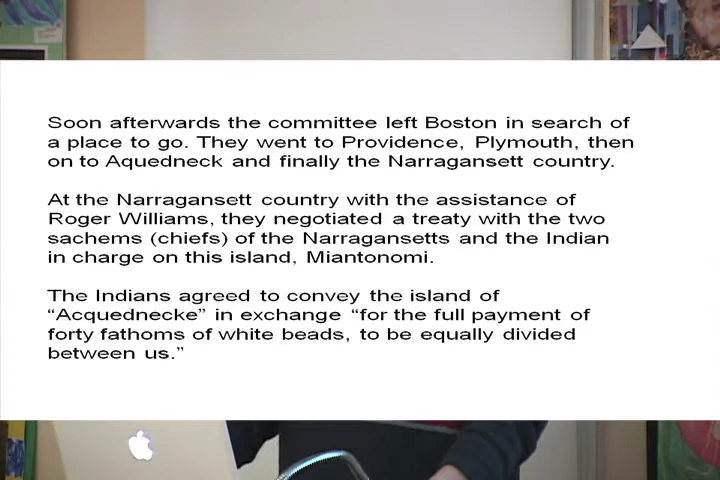 Soon afterwards the committee left Boston in search of
a place to go. They went to Providence, Plymouth, then
on to Aquedneck and finally the Narragansett country.
At the Narragansett country with the assistance of
Roger Williams, they negotiated a treaty with the two
sachems (chiefs) of the Narragansetts and the Indian
in charge on this island, Miantonomi.
The Indians agreed to convey the island of
“Acquednecke” in exchange “for the full payment of
forty fathoms of white beads, to be equally divided
between us.”